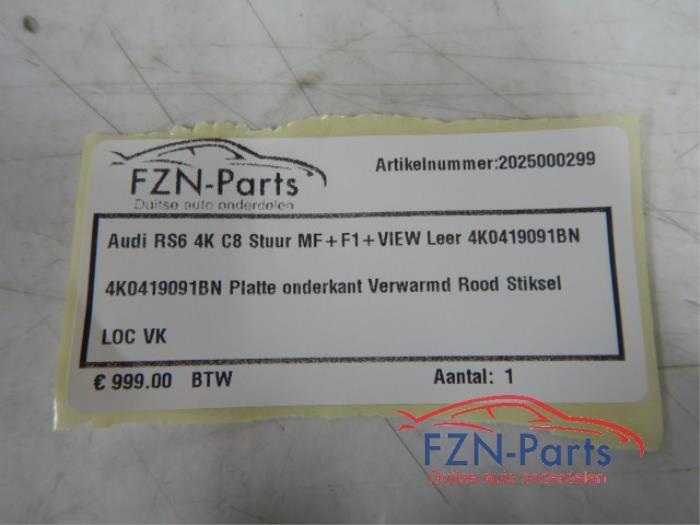 FZN-Parts
Duitse auto onderdelen
Artikelnummer:2025000299
Audi RS6 4K C8 Stuur MF+F1+VIEW Leer 4K0419091BN
4K0419091BN Platte onderkant Verwarmd Rood Stiksel
LOC VK
€ 999.00 BTW
Aantal: 1
FZN-Parts
Duitse auto onderdelen